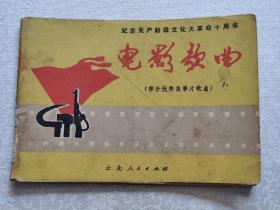 纪念无产阶级文化大革命十周年
电影歌曲
(部分优秀故事片歌曲)
云南人民出版社